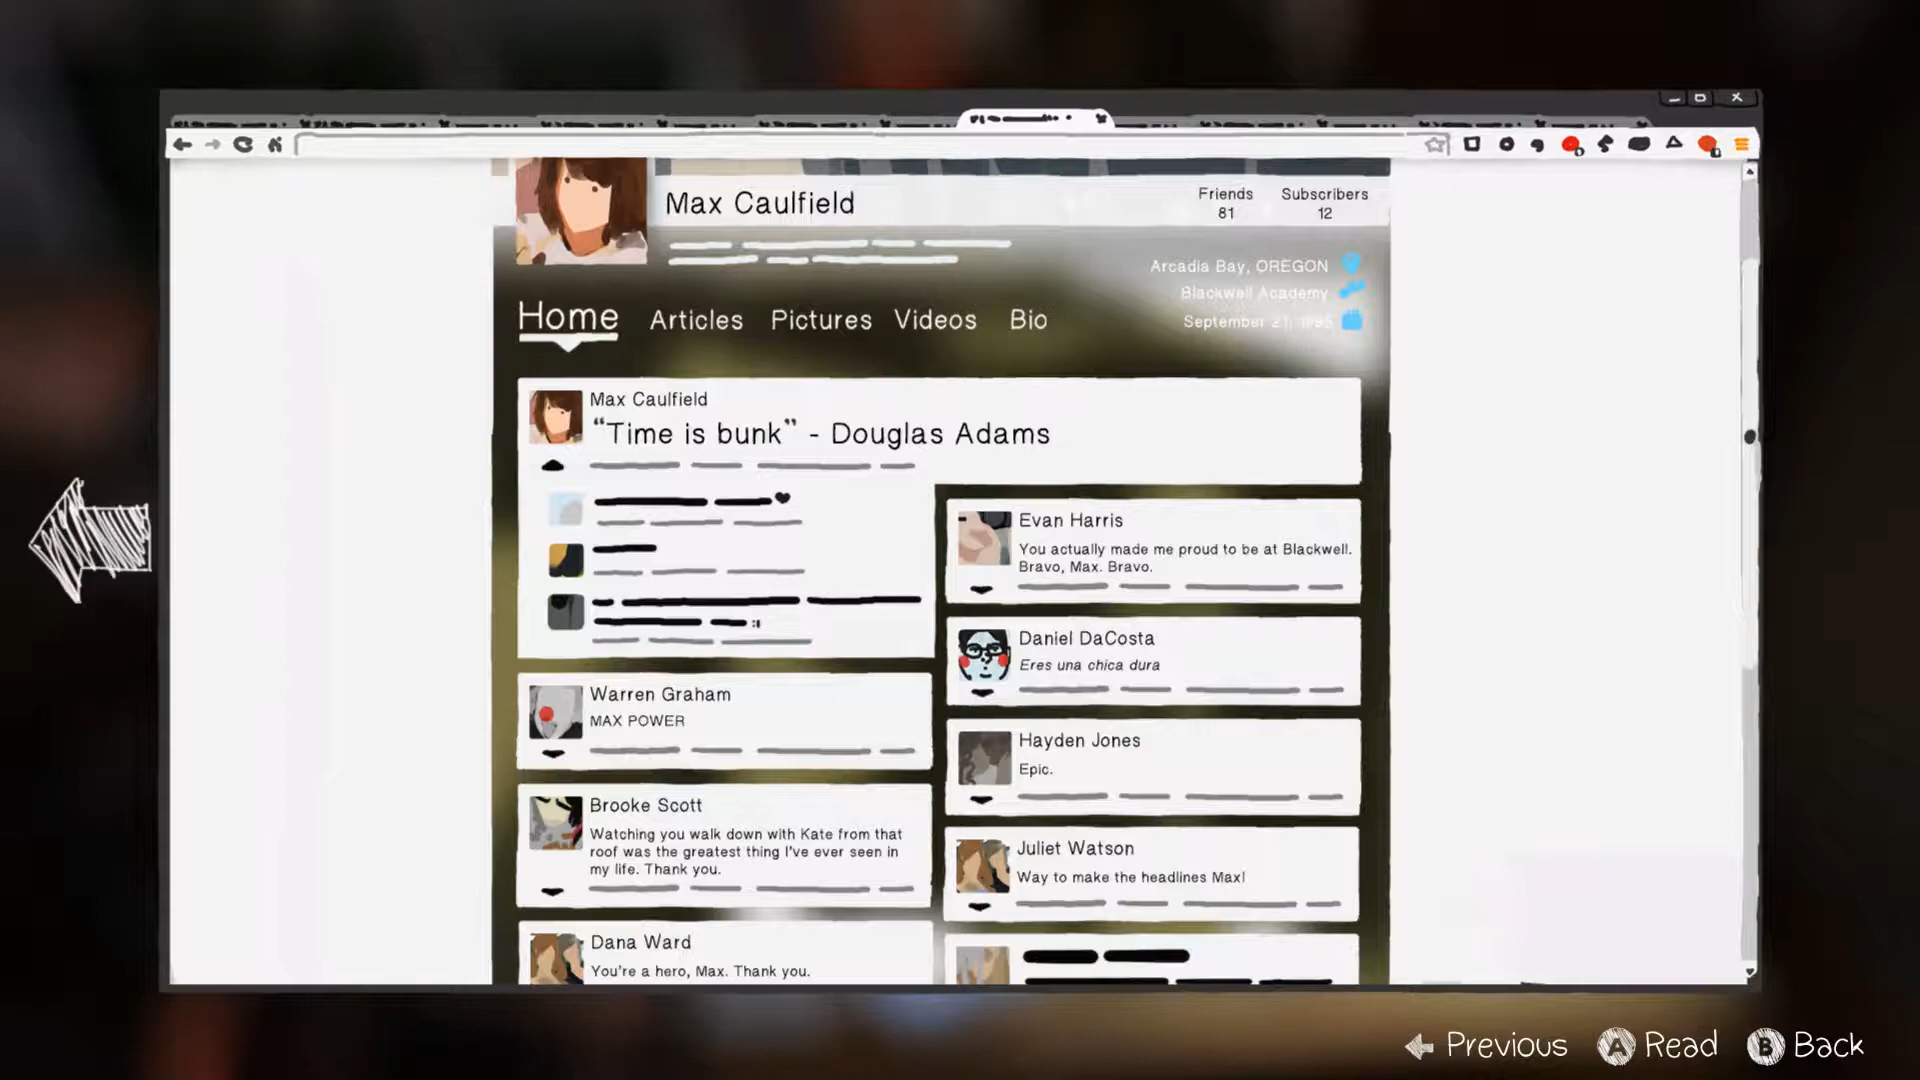 Max Caulfield
Friends
81
Subscribers
12
Arcadia Bay, OREGON
Blackwell Academy
September 21, 1995
Home
Articles
Pictures
Videos
Bio
Max Caulfield
“Time is bunk” - Douglas Adams
Warren Graham
MAX POWER
Brooke Scott
Watching you walk down with Kate from that
roof was the greatest thing I've ever seen in
my life. Thank you.
Dana Ward
You're a hero, Max. Thank you.
Evan Harris
You actually made me proud to be at Blackwell.
Bravo, Max. Bravo.
Daniel DaCosta
Eres una chica dura
Hayden Jones
Epic.
Juliet Watson
Way to make the headlines Max!
Previous
A Read
B Back